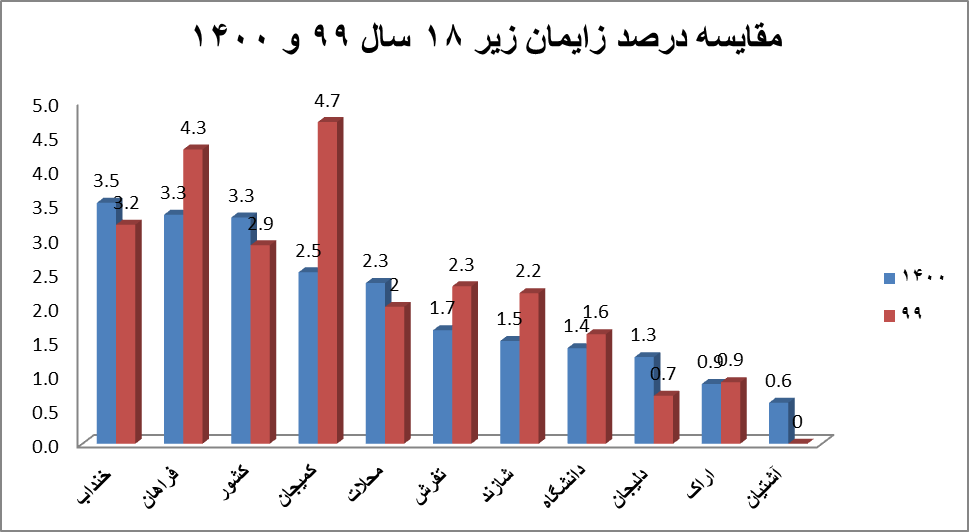 مقایسه درصد زایمان زیر ۱۸ سال ۹۹ و ۱۴۰۰
5.0
4.5
4.0
3.5
3.0
2.5
2.0
1.5
1.0
0.5
0.0
3.5
3.2
3.3
4.3
3.3
2.9
2.5
4.7
2.3
2
1.7
2.3
1.5
2.2
1.4
1.6
1.3
0.7
0.9
0.9
0.6
0
خنداب
فراهان
کشور
کمیجان
محلات
تفرش
شازند
دانشگاه
دلیجان
اراک
آشتیان
۱۴۰۰
۹۹